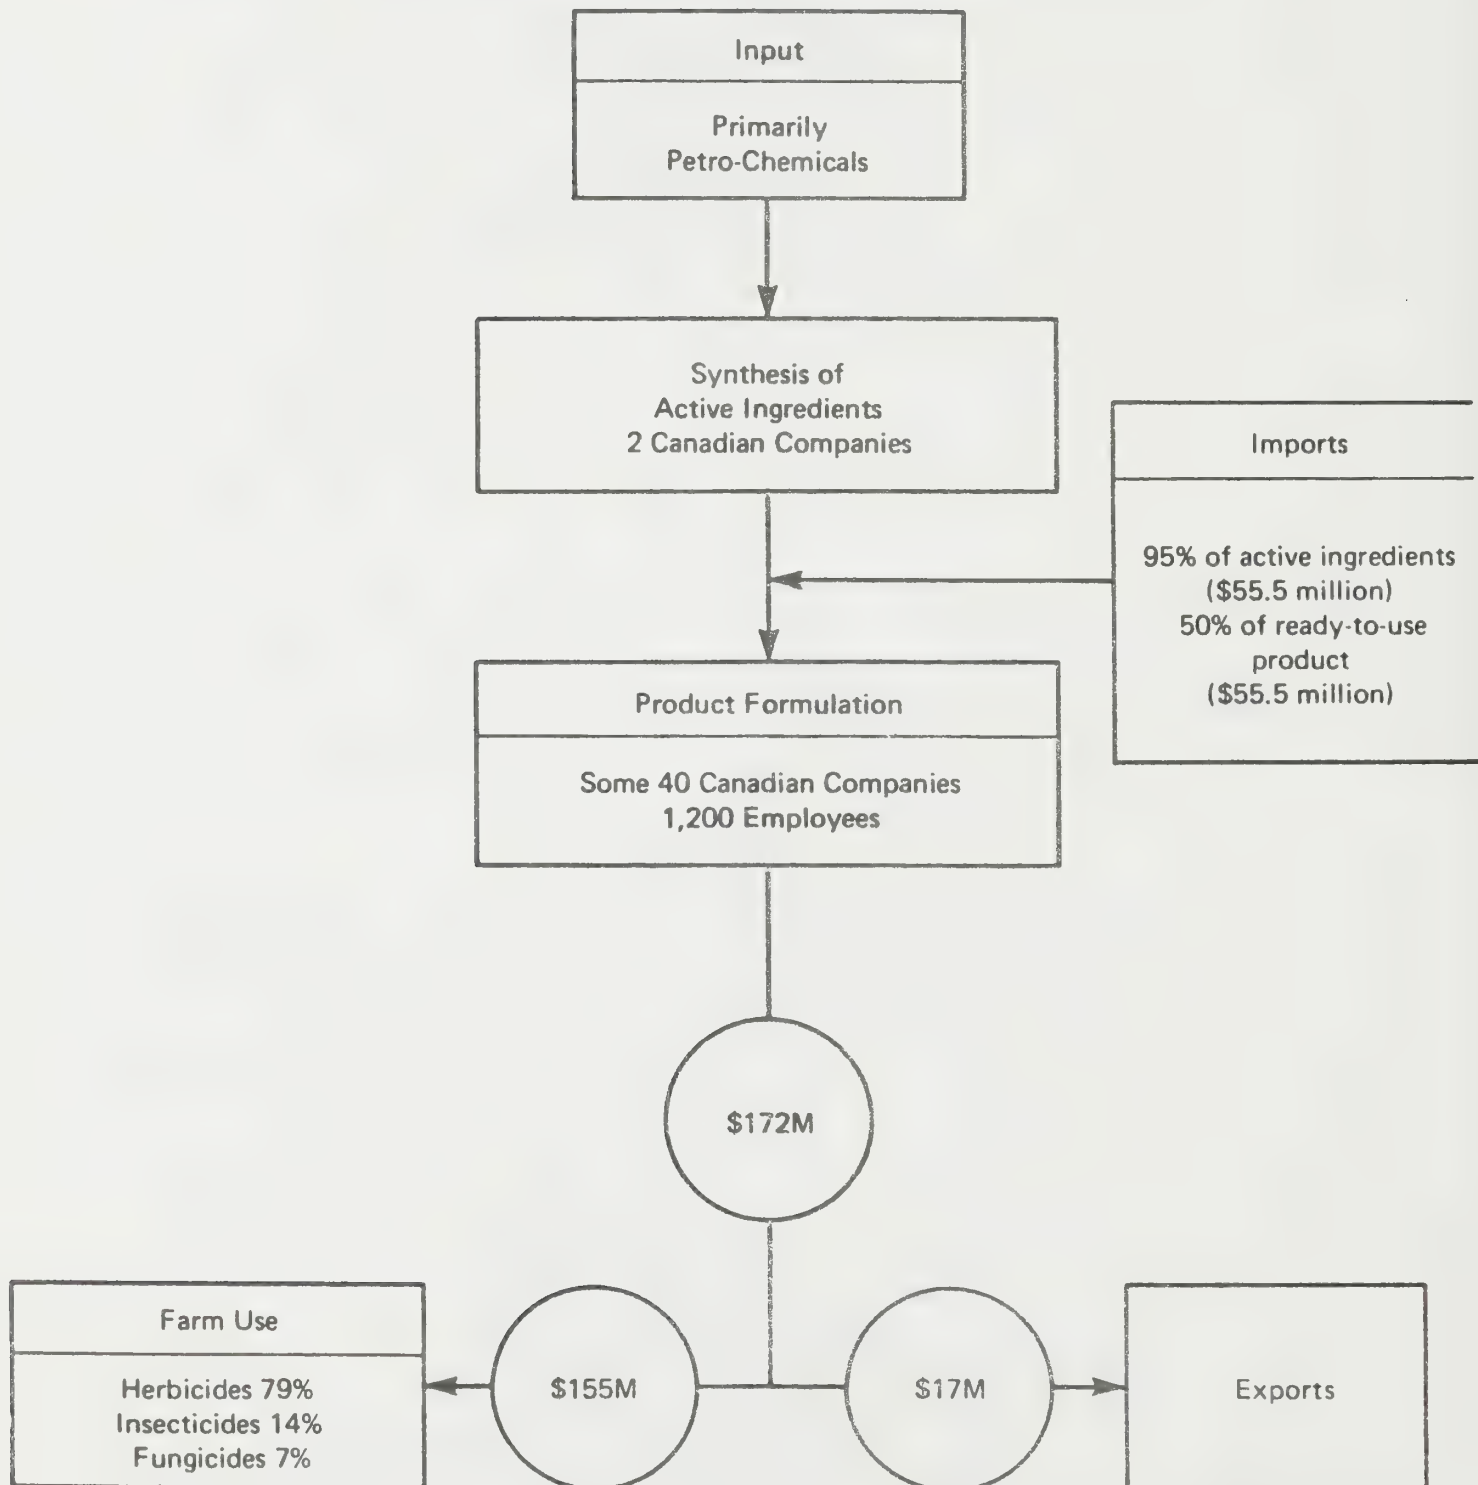 Input
Primarily
Petro-Chemicals
Synthesis of
Active Ingredients
2 Canadian Companies
Imports
95% of active ingredients
($55.5 million)
50% of ready-to-use
product
($55.5 million)
Product Formulation
Some 40 Canadian Companies
1,200 Employees
$172M
Farm Use
Herbicides 79%
Insecticides 14%
Fungicides 7%
$155M
$17M
Exports